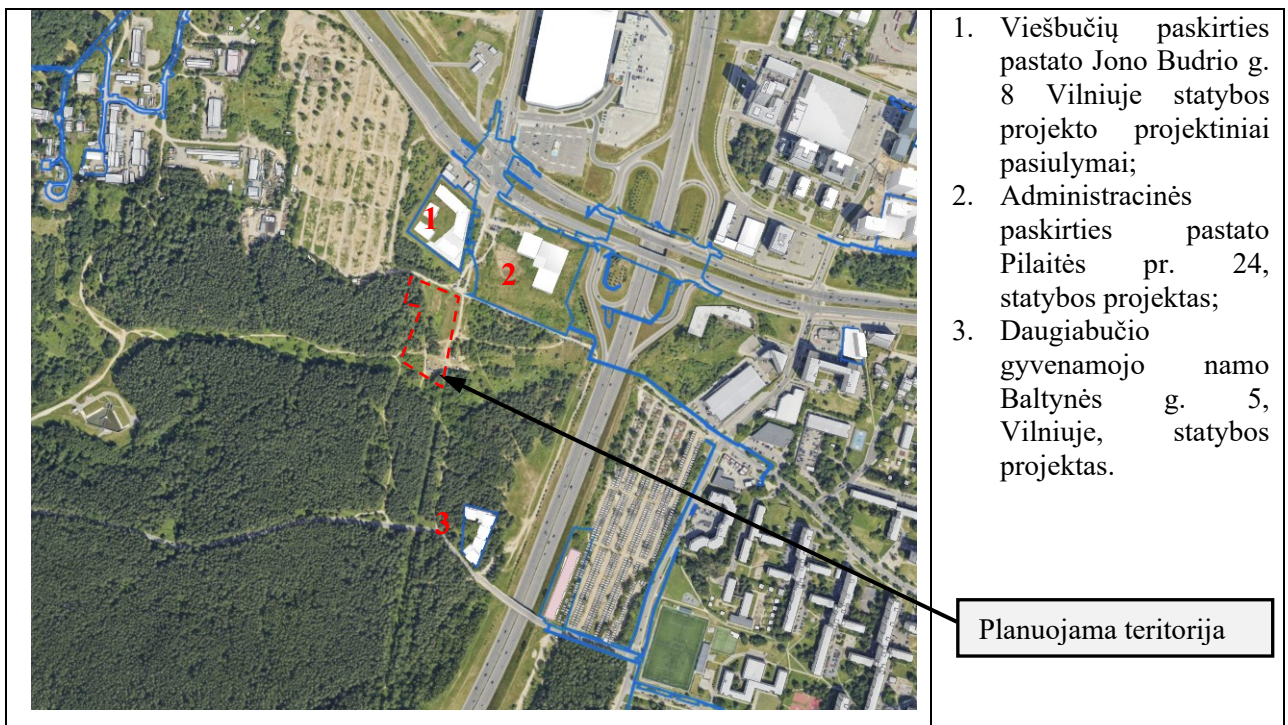 1
2
3
1. Viešbučių paskirties
pastato Jono Budrio g.
8 Vilniuje statybos
projekto projektiniai
pasiulymai;
2. Administracinės
paskirties pastato
Pilaitės pr. 24,
statybos projektas;
3. Daugiabučio
gyvenamojo namo
Baltynės g. 5,
Vilniuje, statybos
projektas.
Planuojama teritorija